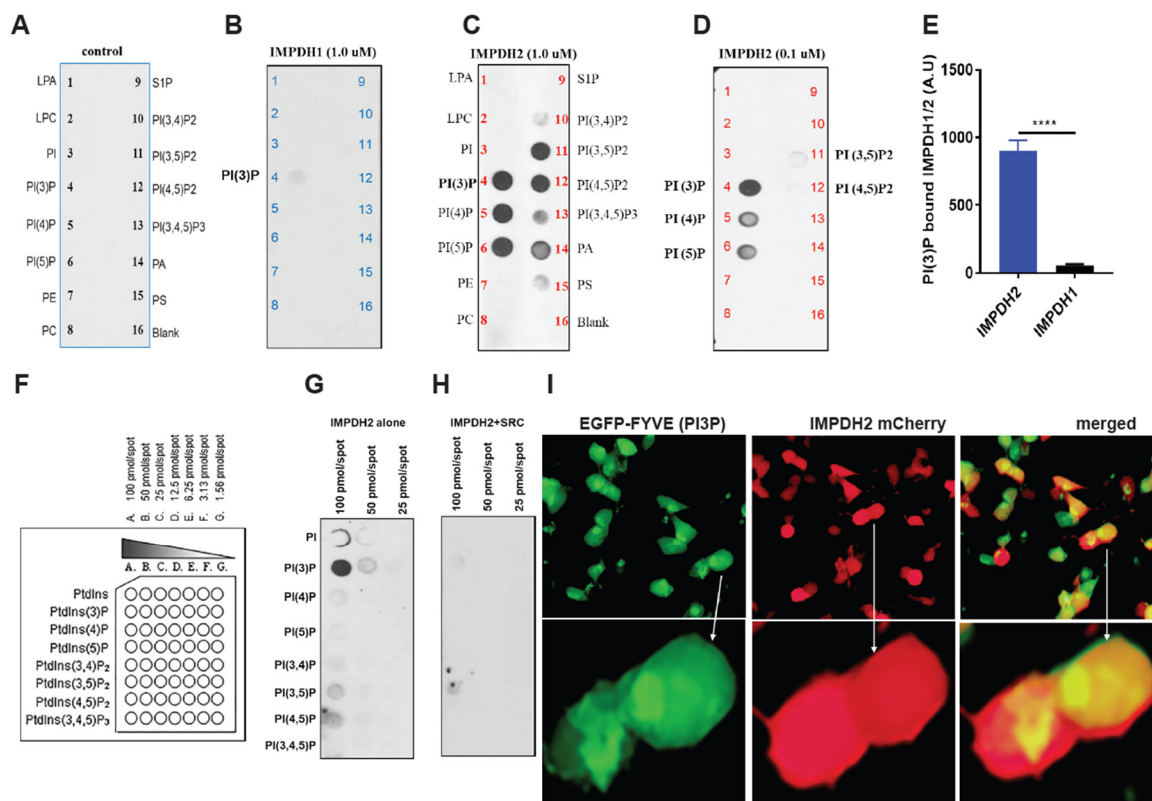 A
control
LPA 1 9 S1P
LPC 2 10 PI(3,4)P2
PI 3 11 PI(3,5)P2
PI(3)P 4 12 PI(4,5)P2
PI(4)P 5 13 PI(3,4,5)P3
PI(5)P 6 14 PA
PE 7 15 PS
PC 8 16 Blank
B
IMPDH1 (1.0 uM)
1 9
2 10
3 11
PI(3)P 4 12
5 13
6 14
7 15
8 16
C
IMPDH2 (1.0 uM)
LPA 1 9 S1P
LPC 2 10 PI(3,4)P2
PI 3 11 PI(3,5)P2
PI(3)P 4 12 PI(4,5)P2
PI(4)P 5 13 PI(3,4,5)P3
PI(5)P 6 14 PA
PE 7 15 PS
PC 8 16 Blank
D
IMPDH2 (0.1 uM)
1 9
2 10
3 11 PI (3,5)P2
PI (3)P 4 12 PI (4,5)P2
PI (4)P 5 13
PI (5)P 6 14
7 15
8 16
E
PI(3)P bound IMPDH1/2 (A.U)
1500
1000
500
0
****
IMPDH2
IMPDH1
F
A. 100 pmol/spot
B. 50 pmol/spot
C. 25 pmol/spot
D. 12.5 pmol/spot
E. 6.25 pmol/spot
F. 3.13 pmol/spot
G. 1.56 pmol/spot
A. B. C. D. E. F. G.
PtdIns
PtdIns(3)P
PtdIns(4)P
PtdIns(5)P
PtdIns(3,4)P2
PtdIns(3,5)P2
PtdIns(4,5)P2
PtdIns(3,4,5)P3
G
IMPDH2 alone
100 pmol/spot
50 pmol/spot
25 pmol/spot
PI
PI(3)P
PI(4)P
PI(5)P
PI(3,4)P
PI(3,5)P
PI(4,5)P
PI(3,4,5)P
H
IMPDH2+SRC
100 pmol/spot
50 pmol/spot
25 pmol/spot
I
EGFP-FYVE (PI3P)
IMPDH2 mCherry
merged